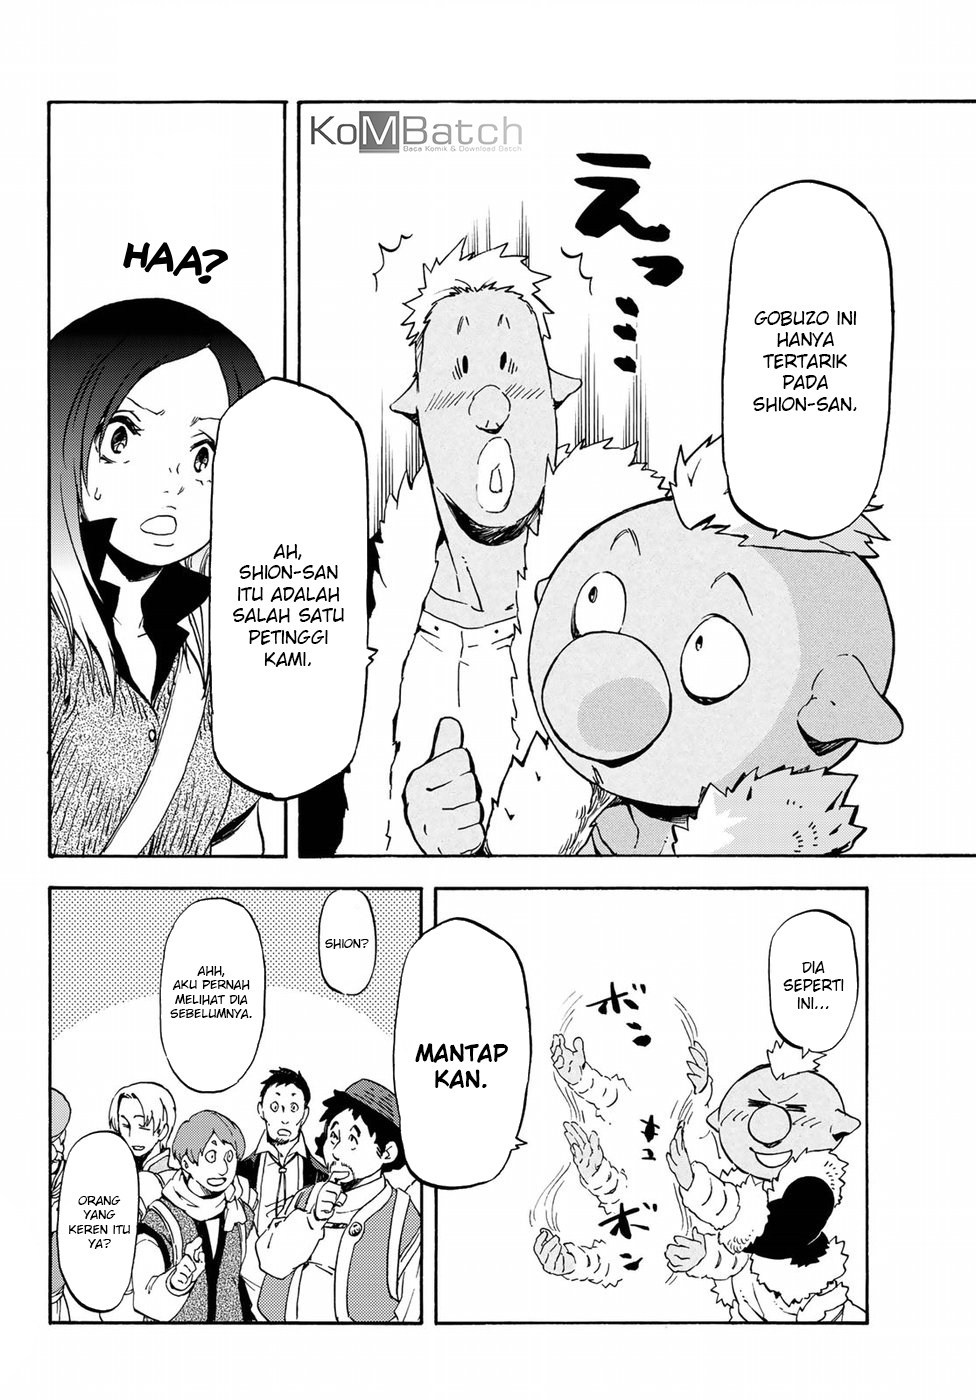 KoMBatch
Baca Komik & Download Batch
えっ
GOBUZO INI
HANYA
TERTARIK
PADA
SHION-SAN.
HAA?
AH,
SHION-SAN
ITU ADALAH
SALAH SATU
PETINGGI
KAMI.
DIA
SEPERTI
INI...
ボン
キュ
ボン
MANTAP
KAN.
SHION?
AHH,
AKU PERNAH
MELIHAT DIA
SEBELUMNYA.
ORANG
YANG
KEREN ITU
YA?